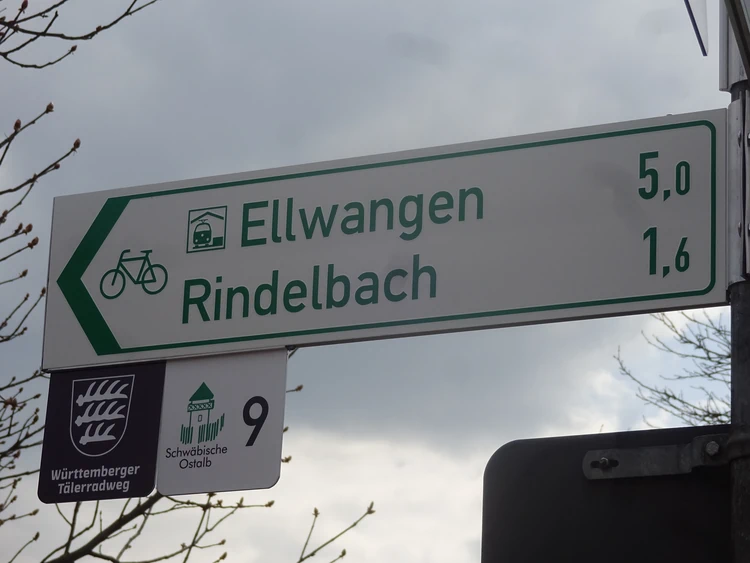 Ellwangen 5,0
Rindelbach 1,6
Württemberger
Tälerradweg
Schwäbische
Ostalb
9